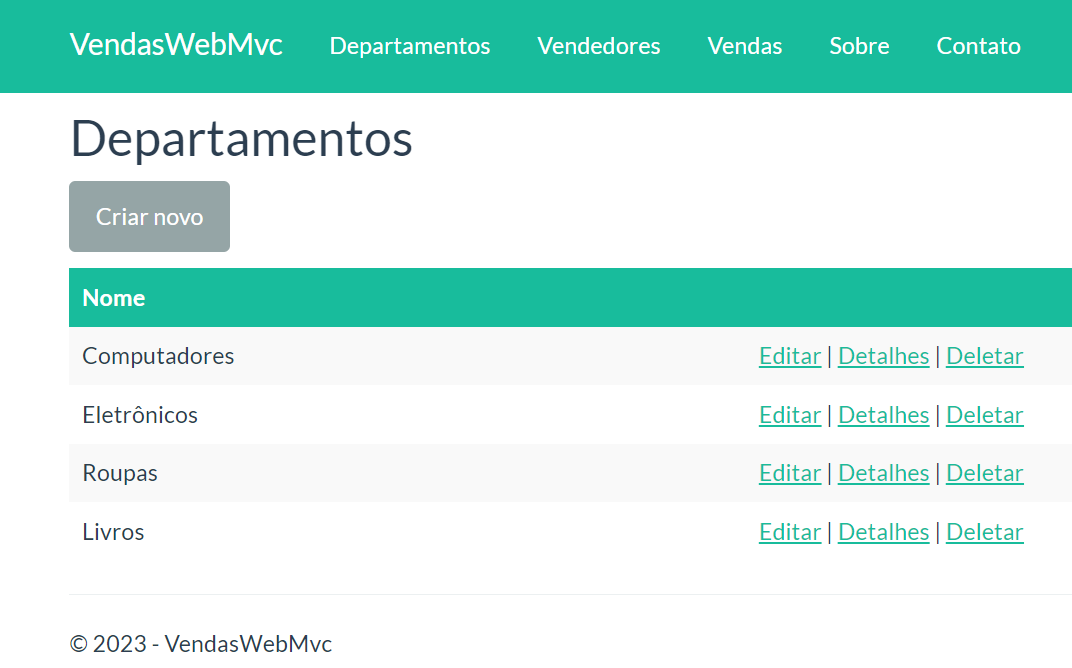 VendasWebMvc Departamentos Vendedores Vendas Sobre Contato
Departamentos
Criar novo
Nome
Computadores Editar | Detalhes | Deletar
Eletrônicos Editar | Detalhes | Deletar
Roupas Editar | Detalhes | Deletar
Livros Editar | Detalhes | Deletar
© 2023 - VendasWebMvc